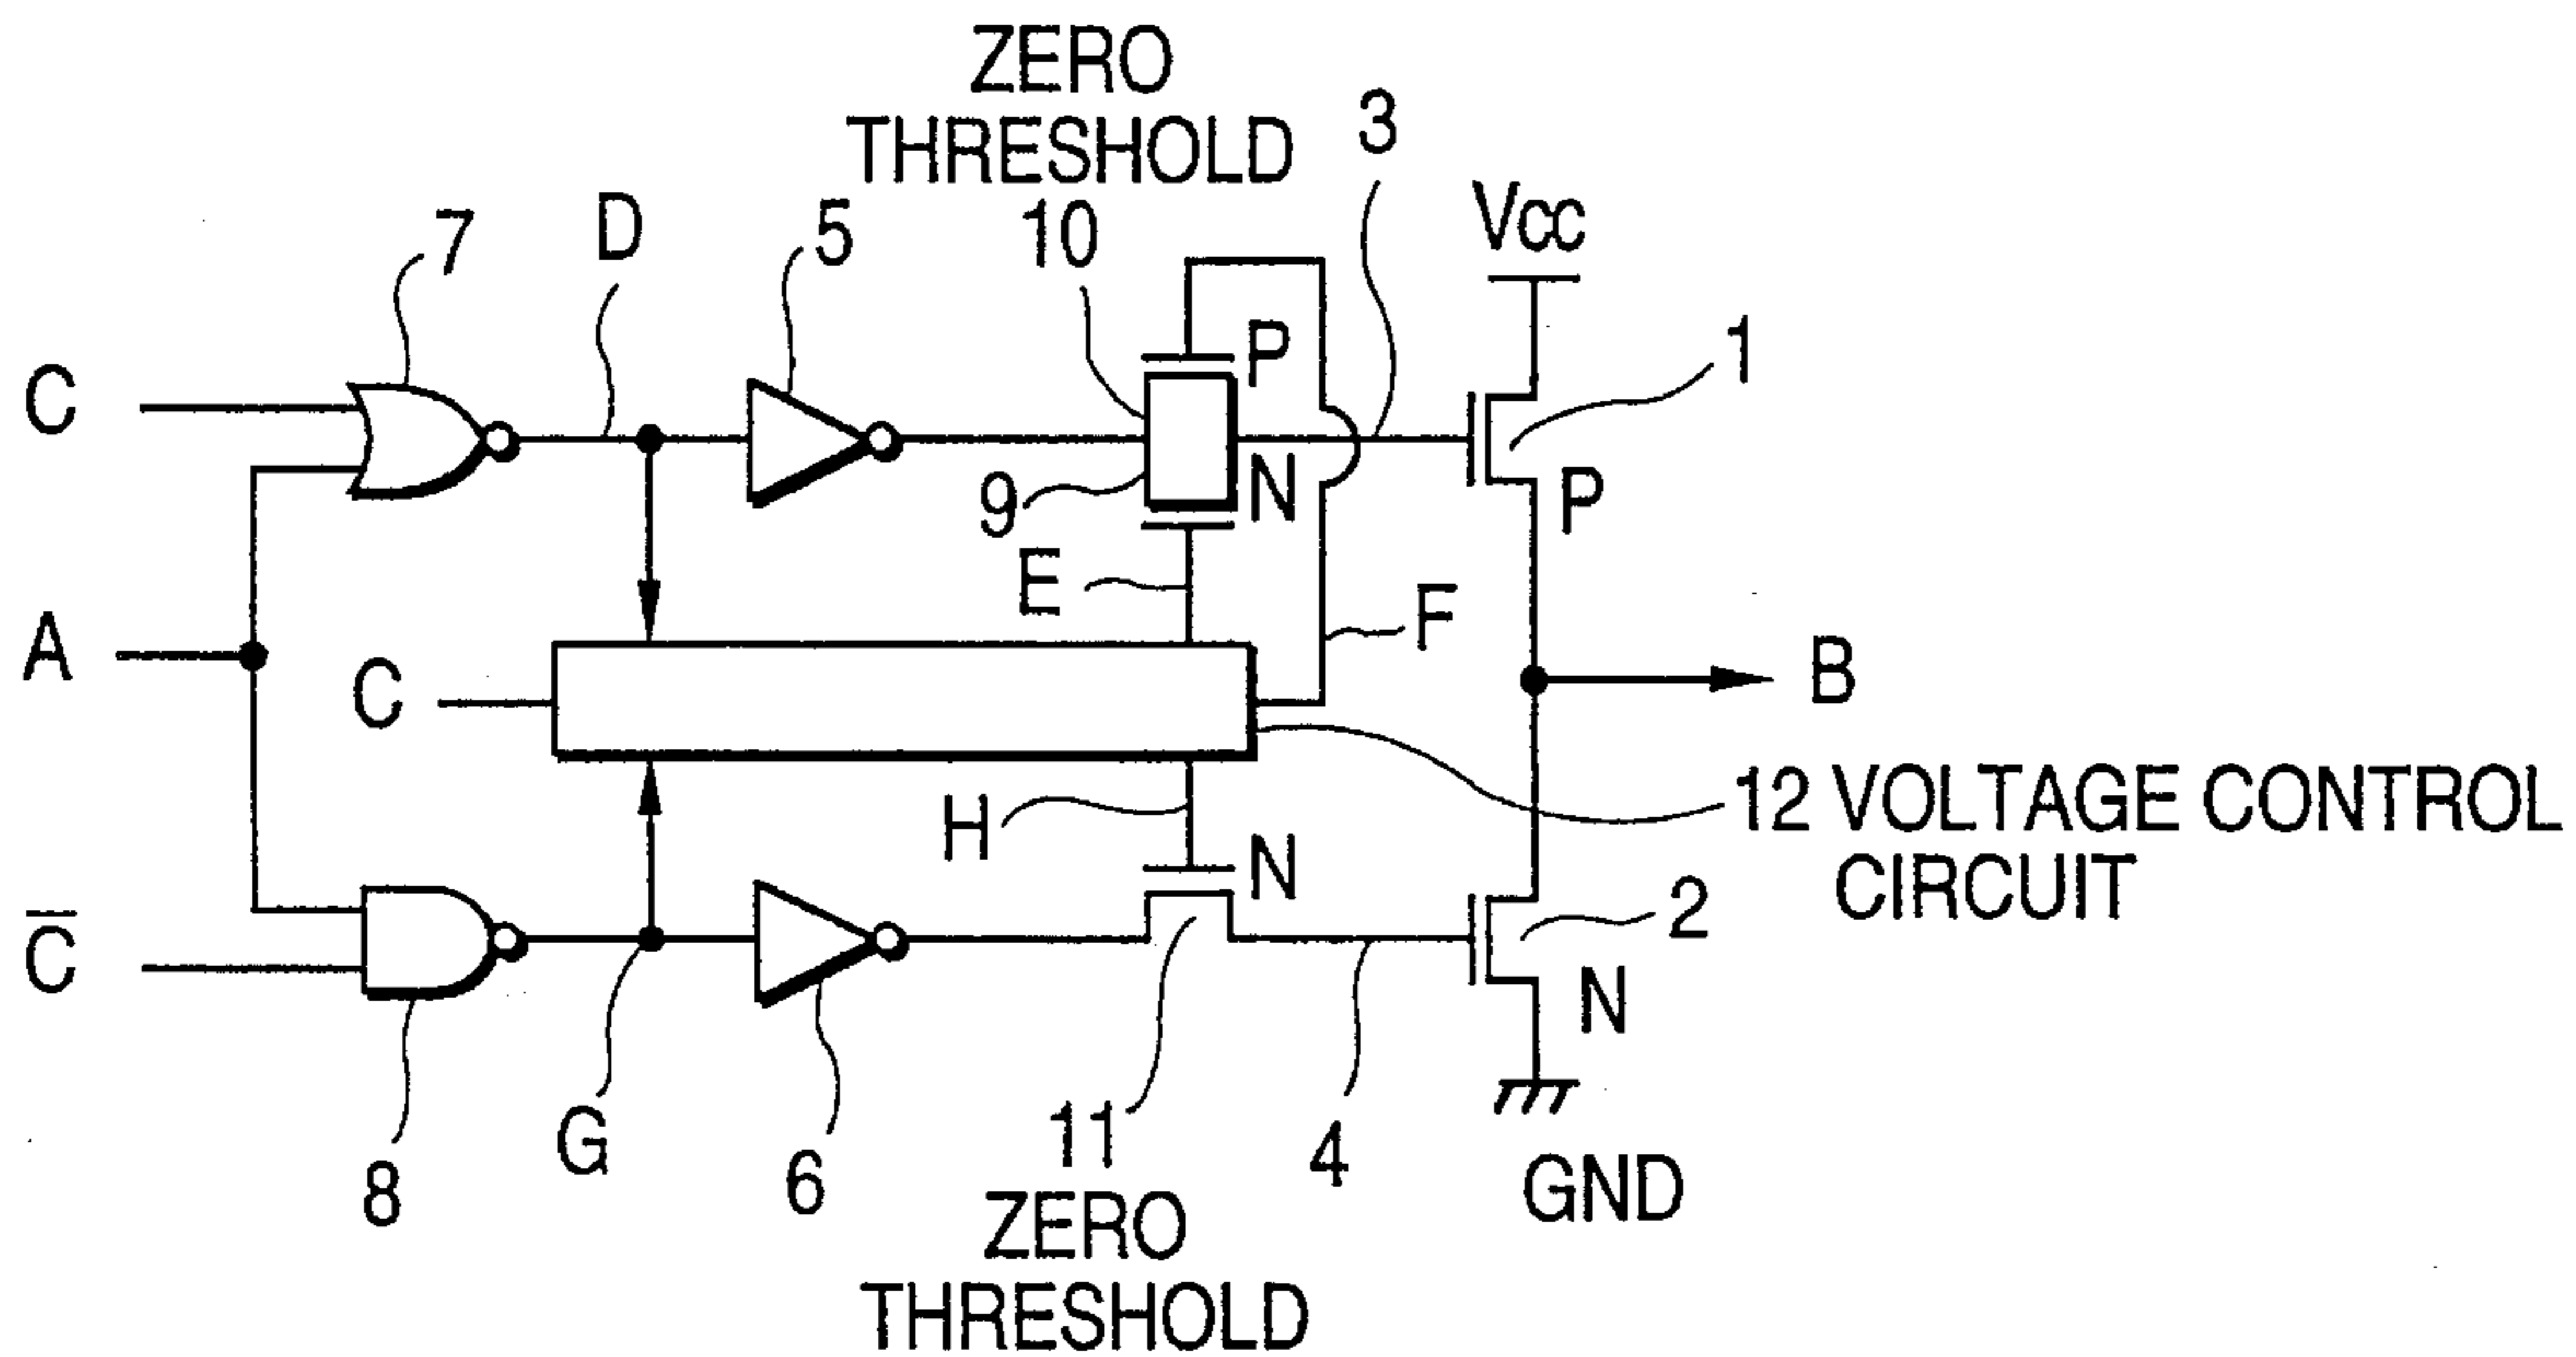 ZERO
THRESHOLD
10
3
Vcc
7
D
5
P
1
C
9
N
P
E
F
A
C
B
H
N
12 VOLTAGE CONTROL
CIRCUIT
C̅
2
N
8
G
6
11
4
GND
ZERO
THRESHOLD